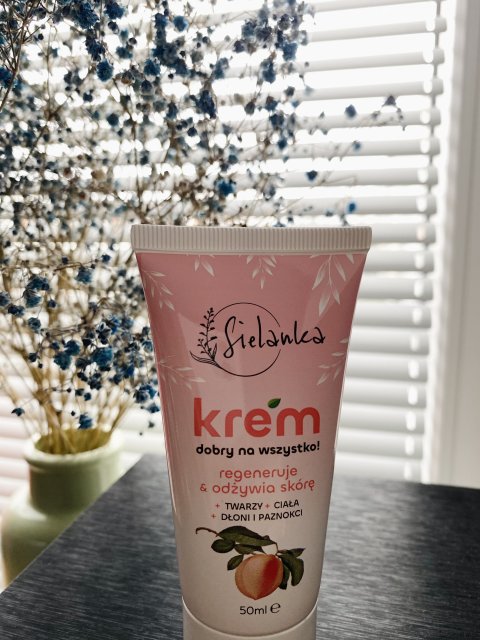 Sielanka
krem
dobry na wszystko!
regeneruje
& odżywia skórę
+ TWARZY + CIAŁA
+ DŁONI I PAZNOKCI
50ml ℮